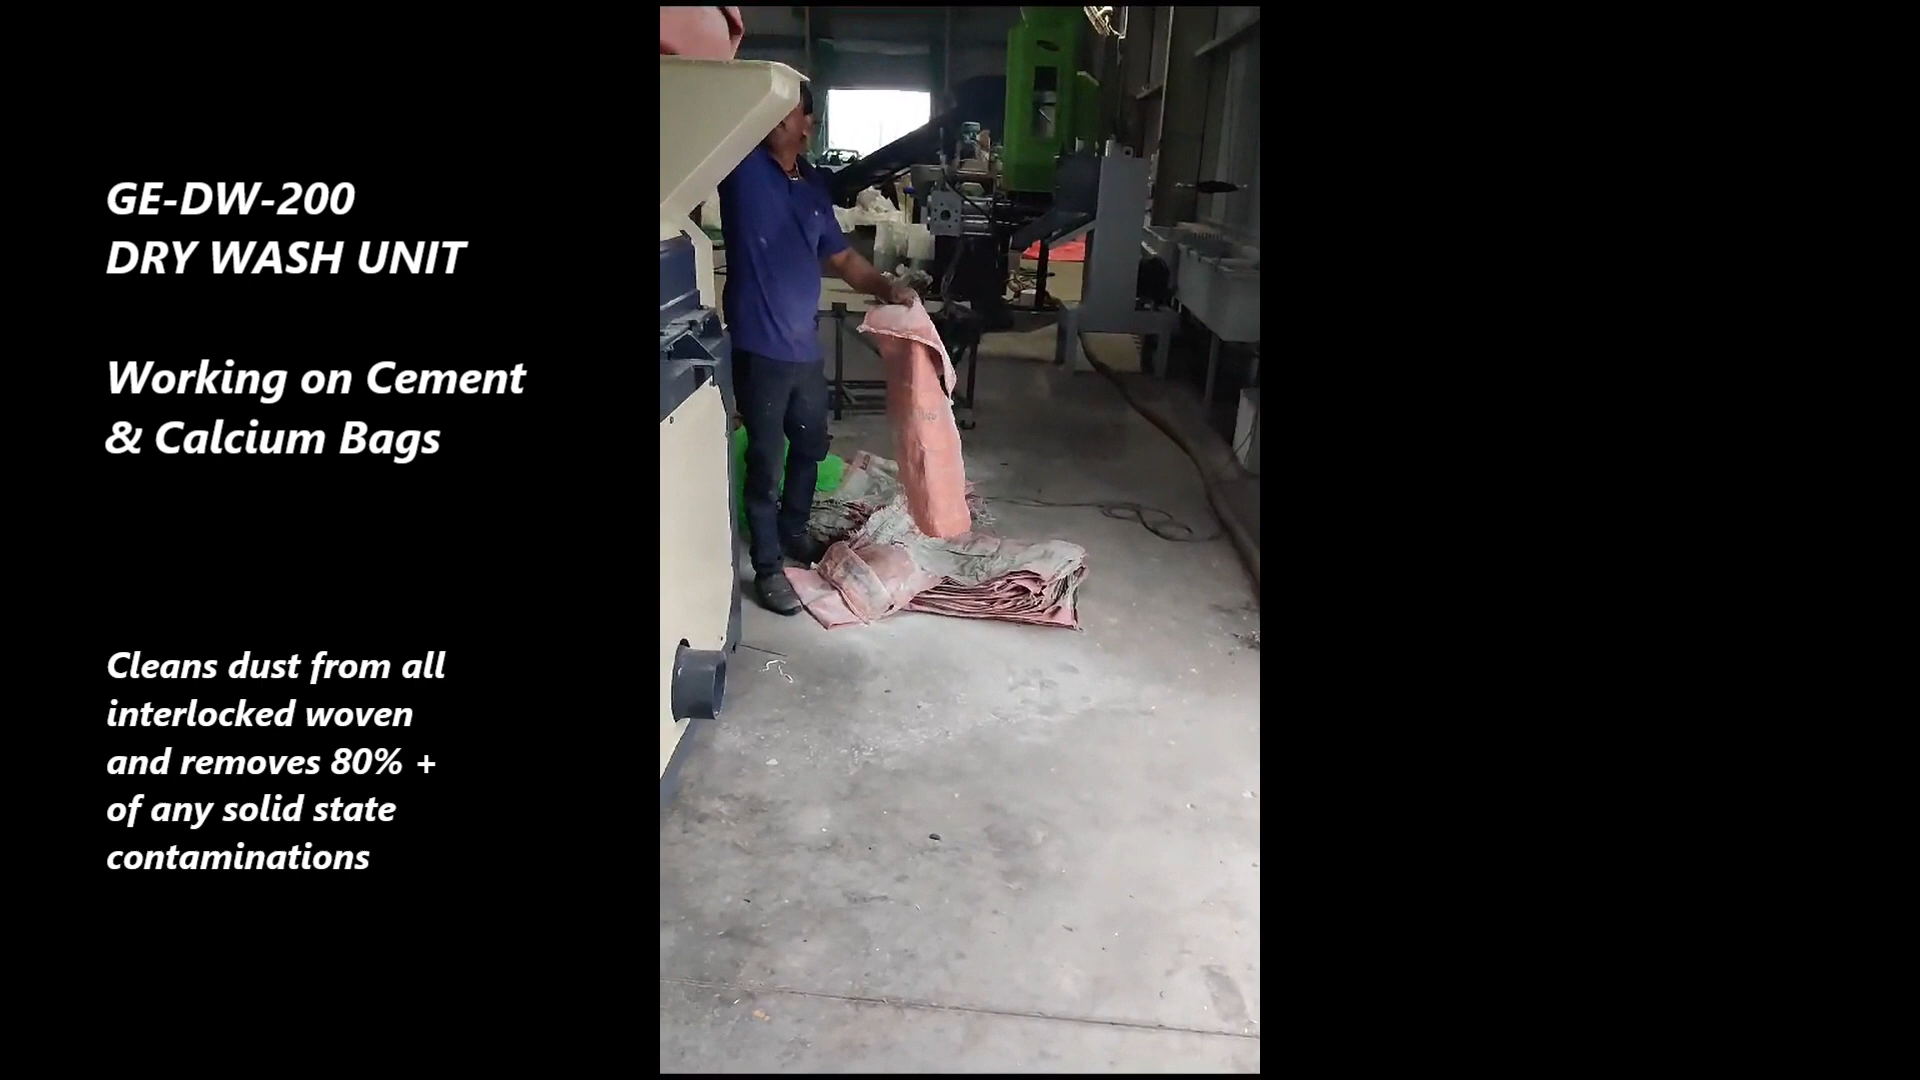 GE-DW-200
DRY WASH UNIT
Working on Cement
& Calcium Bags
Cleans dust from all
interlocked woven
and removes 80% +
of any solid state
contaminations